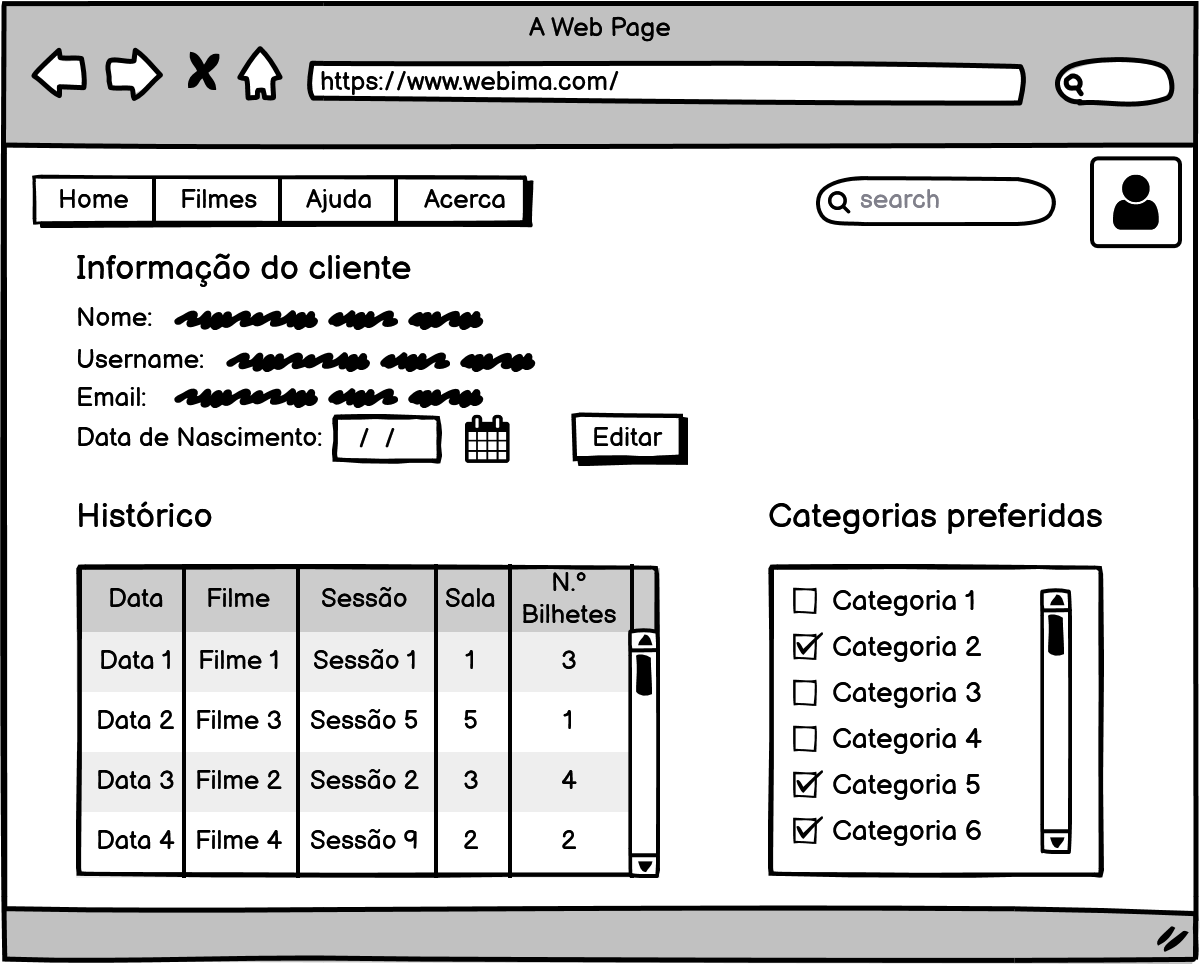 A Web Page
https://www.webima.com/
Home Filmes Ajuda Acerca
search
Informação do cliente
Nome:
Username:
Email:
Data de Nascimento: / / Editar
Histórico
Data Filme Sessão Sala N.º Bilhetes
Data 1 Filme 1 Sessão 1 1 3
Data 2 Filme 3 Sessão 5 5 1
Data 3 Filme 2 Sessão 2 3 4
Data 4 Filme 4 Sessão 9 2 2
Categorias preferidas
Categoria 1
Categoria 2
Categoria 3
Categoria 4
Categoria 5
Categoria 6